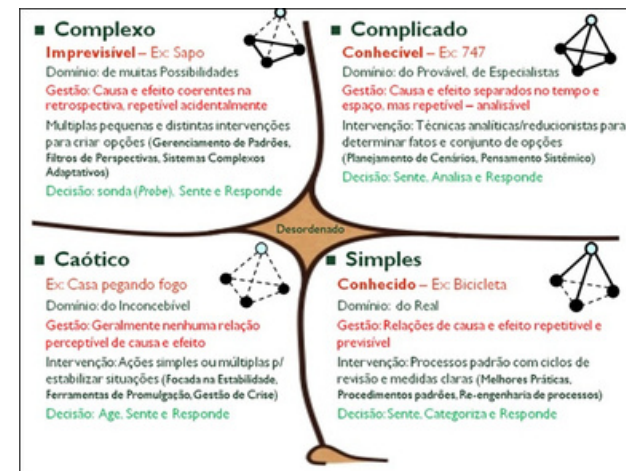 Complexo
Imprevisível – Ex: Sapo
Domínio: de muitas Possibilidades
Gestão: Causa e efeito coerentes na
retrospectiva, repetível acidentalmente
Multiplas pequenas e distintas intervenções
para criar opções (Gerenciamento de Padrões,
Filtros de Perspectivas, Sistemas Complexos
Adaptativos)
Decisão: sonda (Probe), Sente e Responde
Complicado
Conhecível – Ex: 747
Domínio: do Provável, de Especialistas
Gestão: Causa e efeito separados no tempo e
espaço, mas repetível – analisável
Intervenção: Técnicas analíticas/reducionistas para
determinar fatos e conjunto de opções
(Planejamento de Cenários, Pensamento Sistêmico)
Decisão: Sente, Analisa e Responde
Desordenado
Caótico
Ex: Casa pegando fogo
Domínio: do Inconcebível
Gestão: Geralmente nenhuma relação
perceptível de causa e efeito
Intervenção: Ações simples ou múltiplas p/
estabilizar situações (Focada na Estabilidade,
Ferramentas de Promulgação, Gestão de Crise)
Decisão: Age, Sente e Responde
Simples
Conhecido – Ex: Bicicleta
Domínio: do Real
Gestão: Relações de causa e efeito repetitivel e
previsível
Intervenção: Processos padrão com ciclos de
revisão e medidas claras (Melhores Práticas,
Procedimentos padrões, Re-engenharia de processos)
Decisão: Sente, Categoriza e Responde